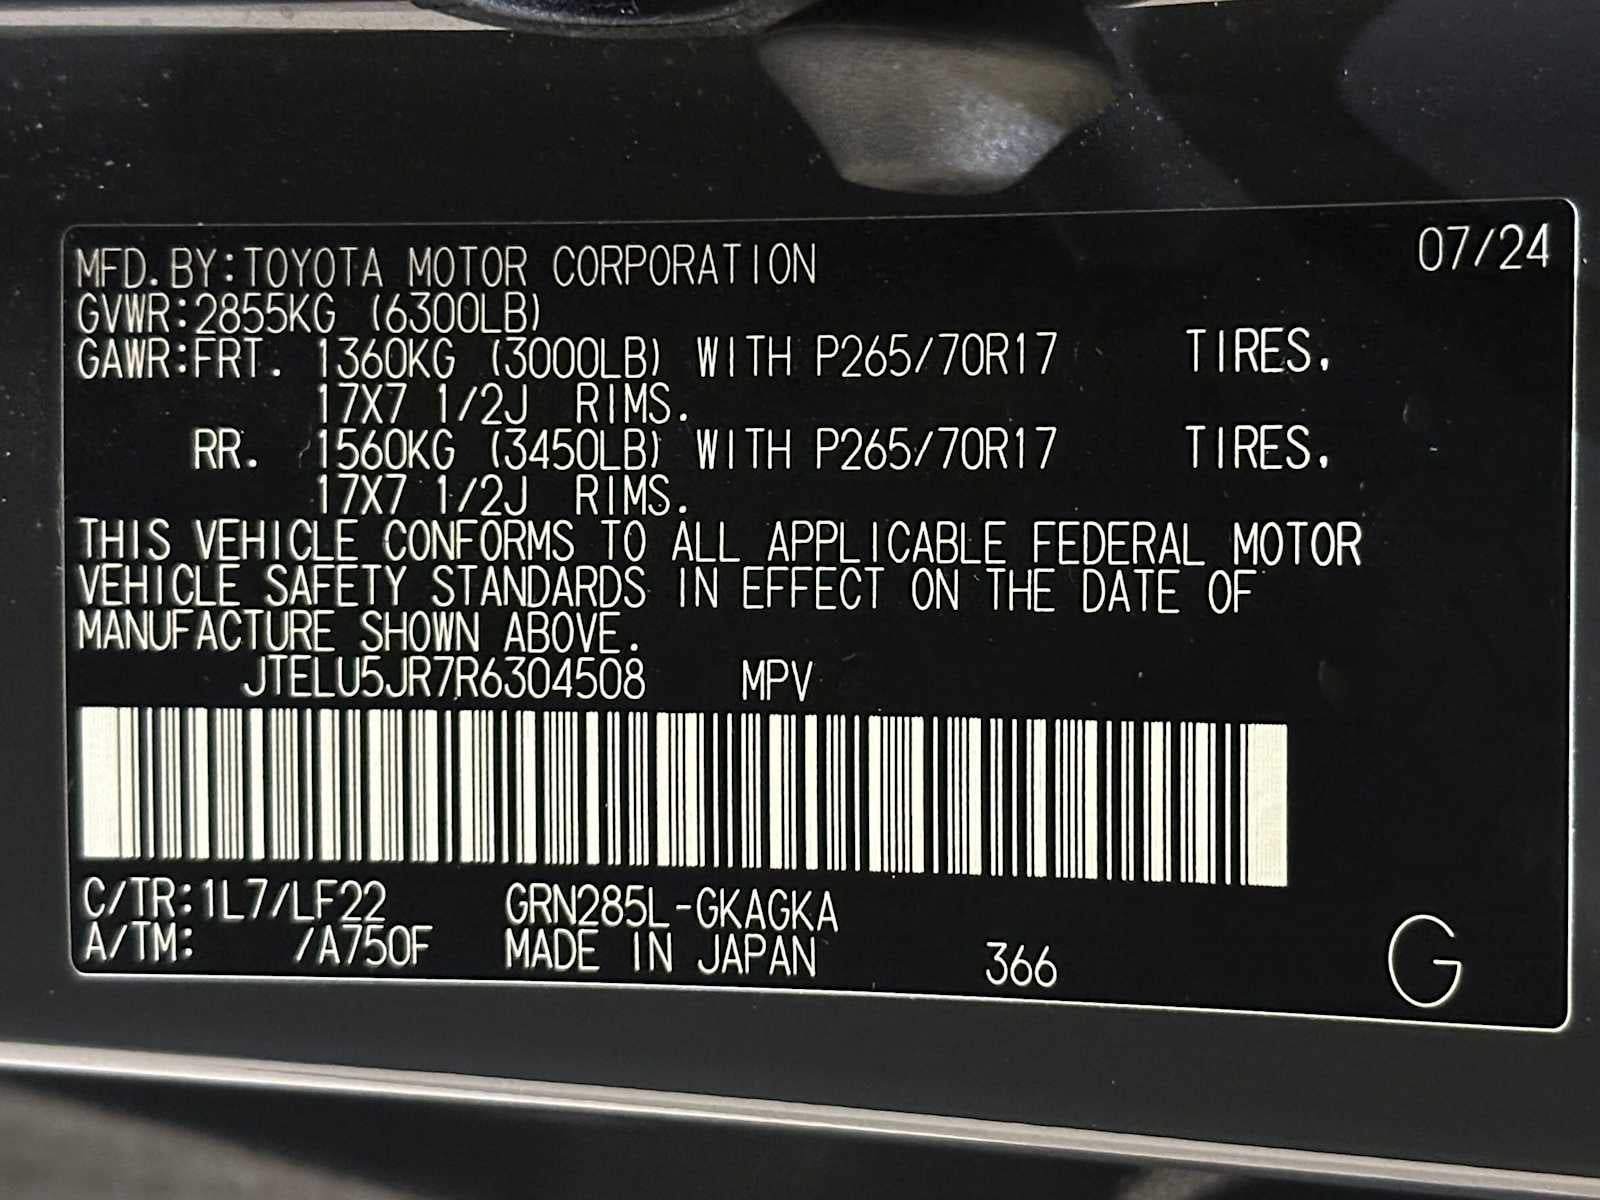 07/24
MFD.BY:TOYOTA MOTOR CORPORATION
GVWR:2855KG (6300LB)
GAWR:FRT. 1360KG (3000LB) WITH P265/70R17 TIRES,
17X7 1/2J RIMS.
RR. 1560KG (3450LB) WITH P265/70R17 TIRES,
17X7 1/2J RIMS.
THIS VEHICLE CONFORMS TO ALL APPLICABLE FEDERAL MOTOR
VEHICLE SAFETY STANDARDS IN EFFECT ON THE DATE OF
MANUFACTURE SHOWN ABOVE.
JTELU5JR7R6304508 MPV
C/TR:1L7/LF22 GRN285L-GKAGKA
A/TM: /A750F MADE IN JAPAN 366 G